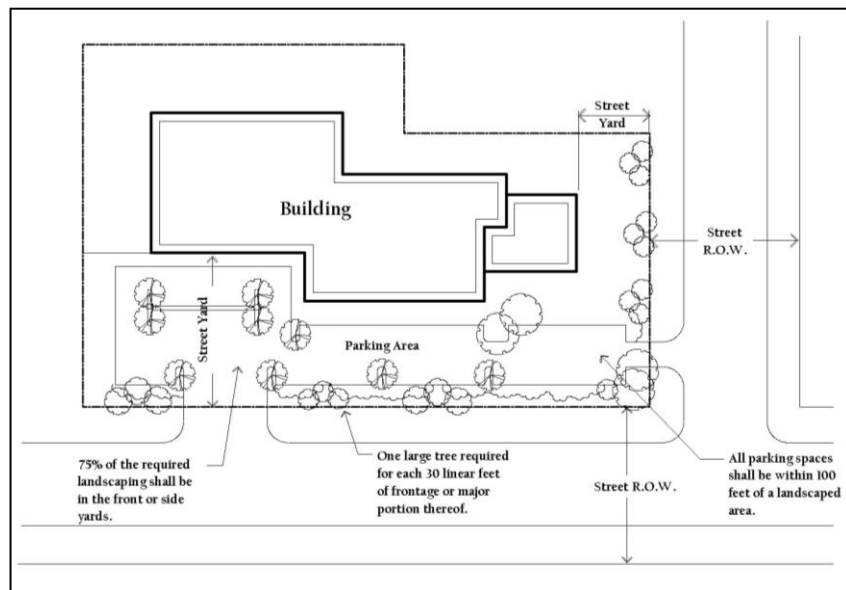 Street
Yard
Building
Street
R.O.W.
Street Yard
Parking Area
75% of the required
landscaping shall be
in the front or side
yards.
One large tree required
for each 30 linear feet
of frontage or major
portion thereof.
Street R.O.W.
All parking spaces
shall be within 100
feet of a landscaped
area.